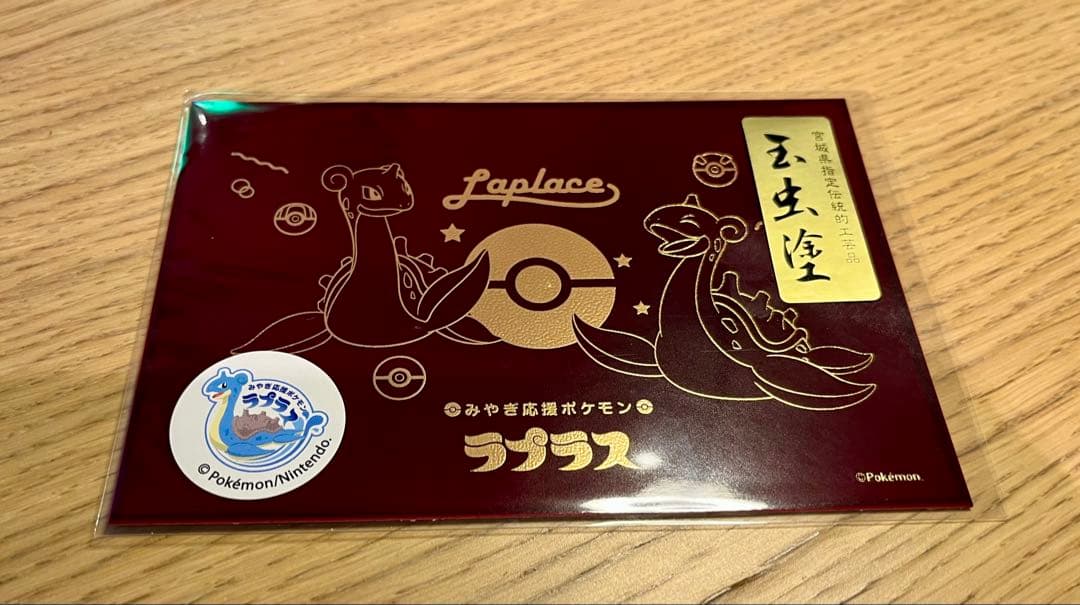 Laplace
宮城県指定伝統的工芸品
玉虫塗
みやぎ応援ポケモン
ラプラス
©Pokémon.
みやぎ応援ポケモン
ラプラス
©Pokémon/Nintendo.